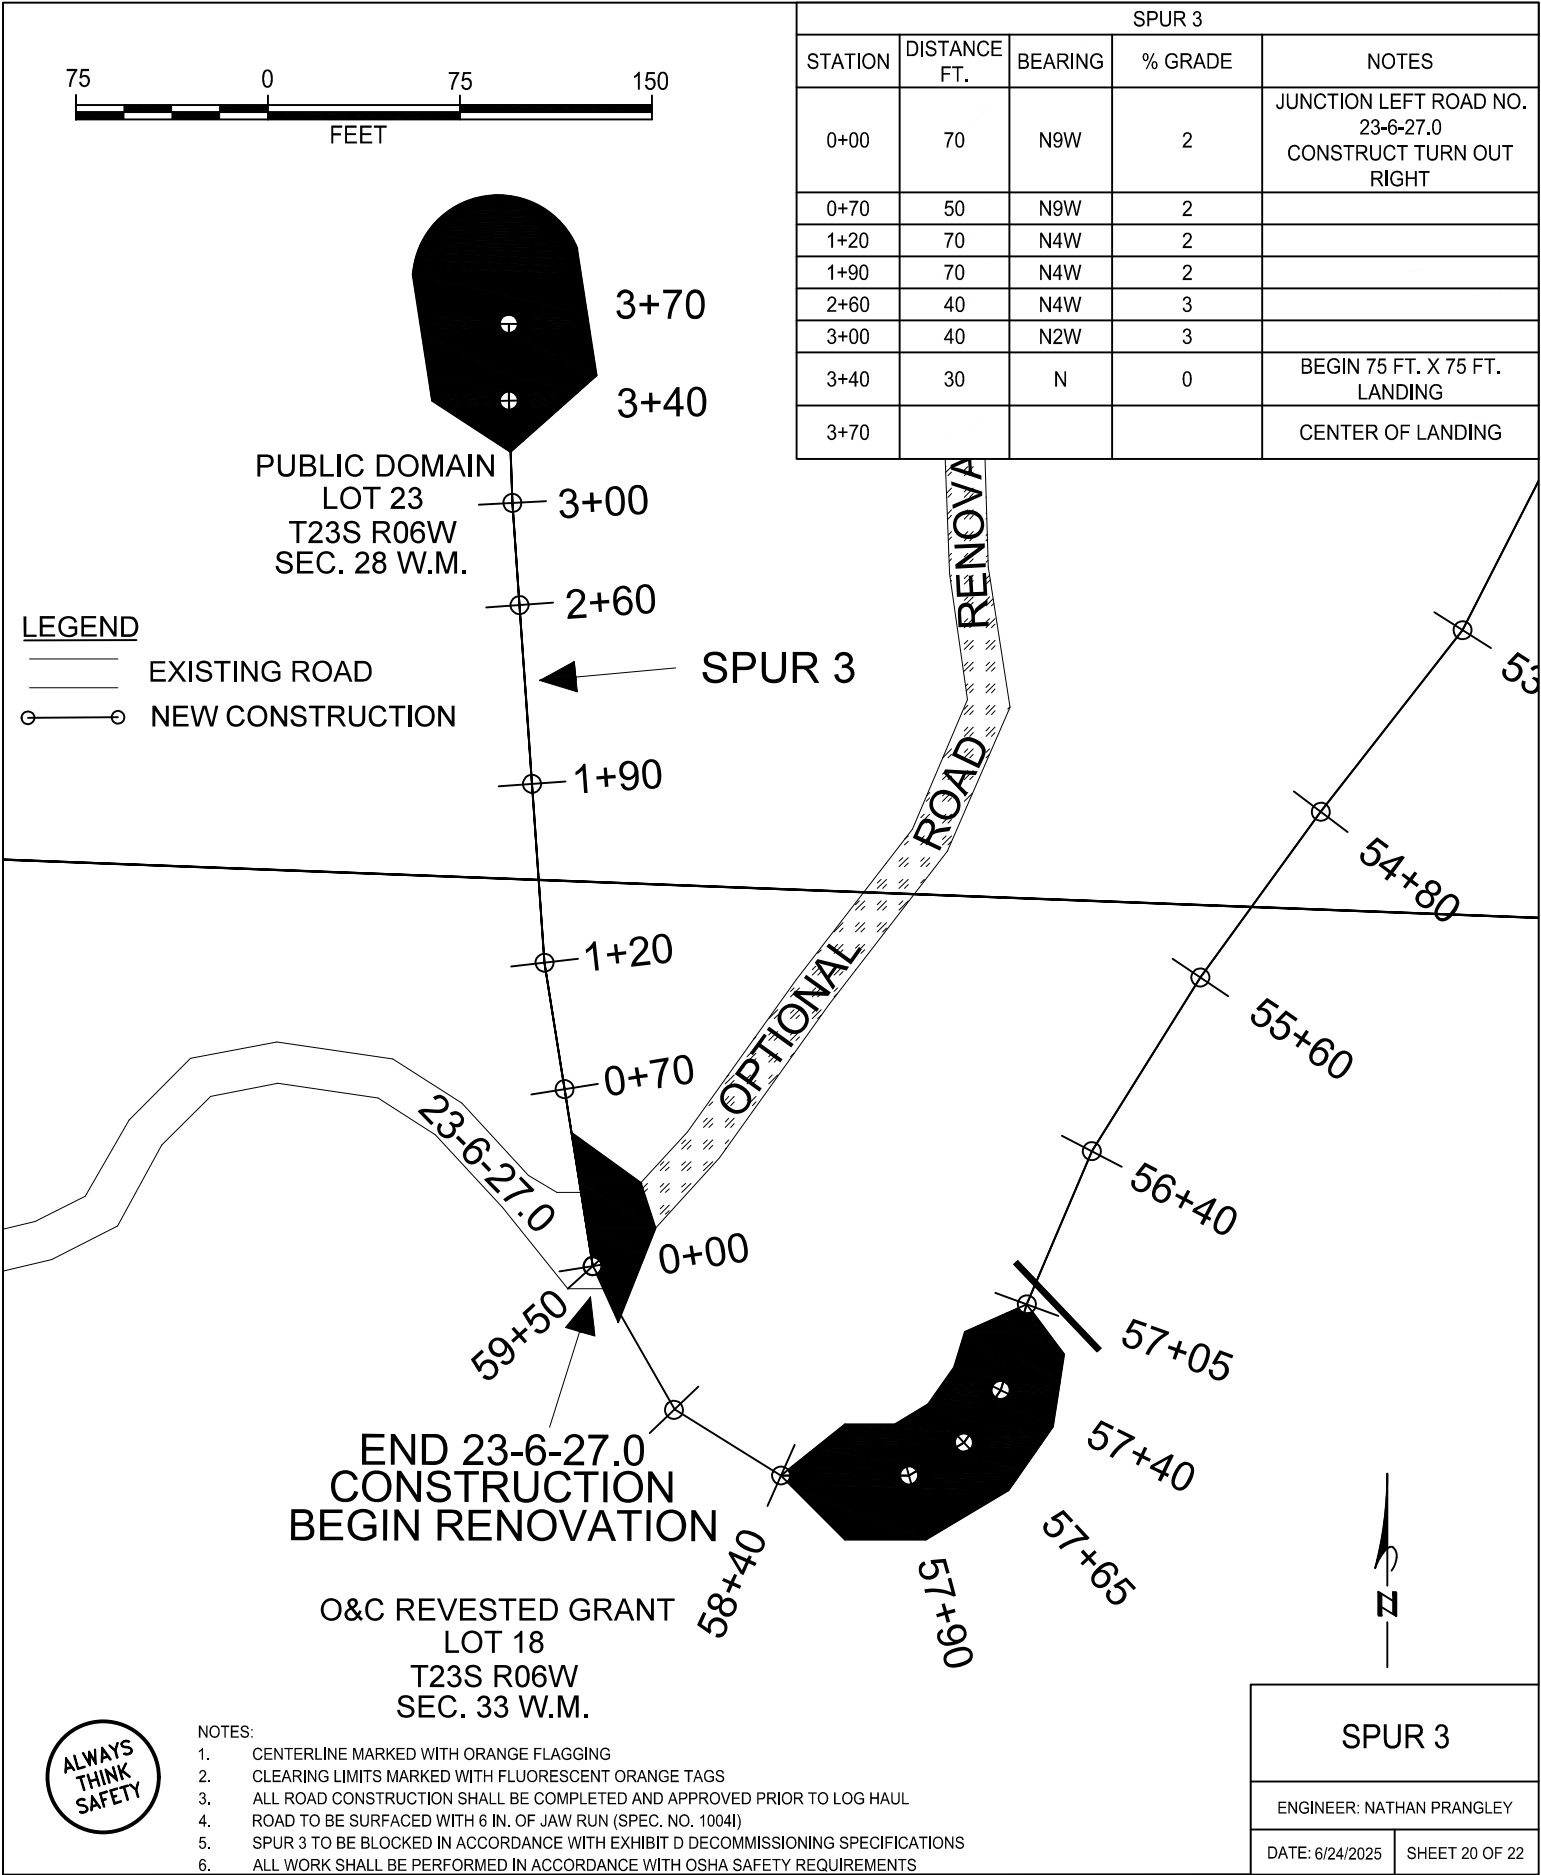 75 0 75 150
FEET
SPUR 3
STATION DISTANCE FT. BEARING % GRADE NOTES
0+00 70 N9W 2 JUNCTION LEFT ROAD NO. 23-6-27.0 CONSTRUCT TURN OUT RIGHT
0+70 50 N9W 2
1+20 70 N4W 2
1+90 70 N4W 2
2+60 40 N4W 3
3+00 40 N2W 3
3+40 30 N 0 BEGIN 75 FT. X 75 FT. LANDING
3+70 CENTER OF LANDING
3+70
3+40
PUBLIC DOMAIN
LOT 23
T23S R06W
SEC. 28 W.M.
3+00
2+60
LEGEND
EXISTING ROAD
NEW CONSTRUCTION
SPUR 3
1+90
1+20
0+70
0+00
OPTIONAL ROAD RENOVA
53
54+80
55+60
56+40
57+05
57+40
57+65
57+90
58+40
59+50
23-6-27.0
END 23-6-27.0
CONSTRUCTION
BEGIN RENOVATION
O&C REVESTED GRANT
LOT 18
T23S R06W
SEC. 33 W.M.
N
ALWAYS
THINK
SAFETY
NOTES:
1. CENTERLINE MARKED WITH ORANGE FLAGGING
2. CLEARING LIMITS MARKED WITH FLUORESCENT ORANGE TAGS
3. ALL ROAD CONSTRUCTION SHALL BE COMPLETED AND APPROVED PRIOR TO LOG HAUL
4. ROAD TO BE SURFACED WITH 6 IN. OF JAW RUN (SPEC. NO. 1004I)
5. SPUR 3 TO BE BLOCKED IN ACCORDANCE WITH EXHIBIT D DECOMMISSIONING SPECIFICATIONS
6. ALL WORK SHALL BE PERFORMED IN ACCORDANCE WITH OSHA SAFETY REQUIREMENTS
SPUR 3
ENGINEER: NATHAN PRANGLEY
DATE: 6/24/2025 SHEET 20 OF 22